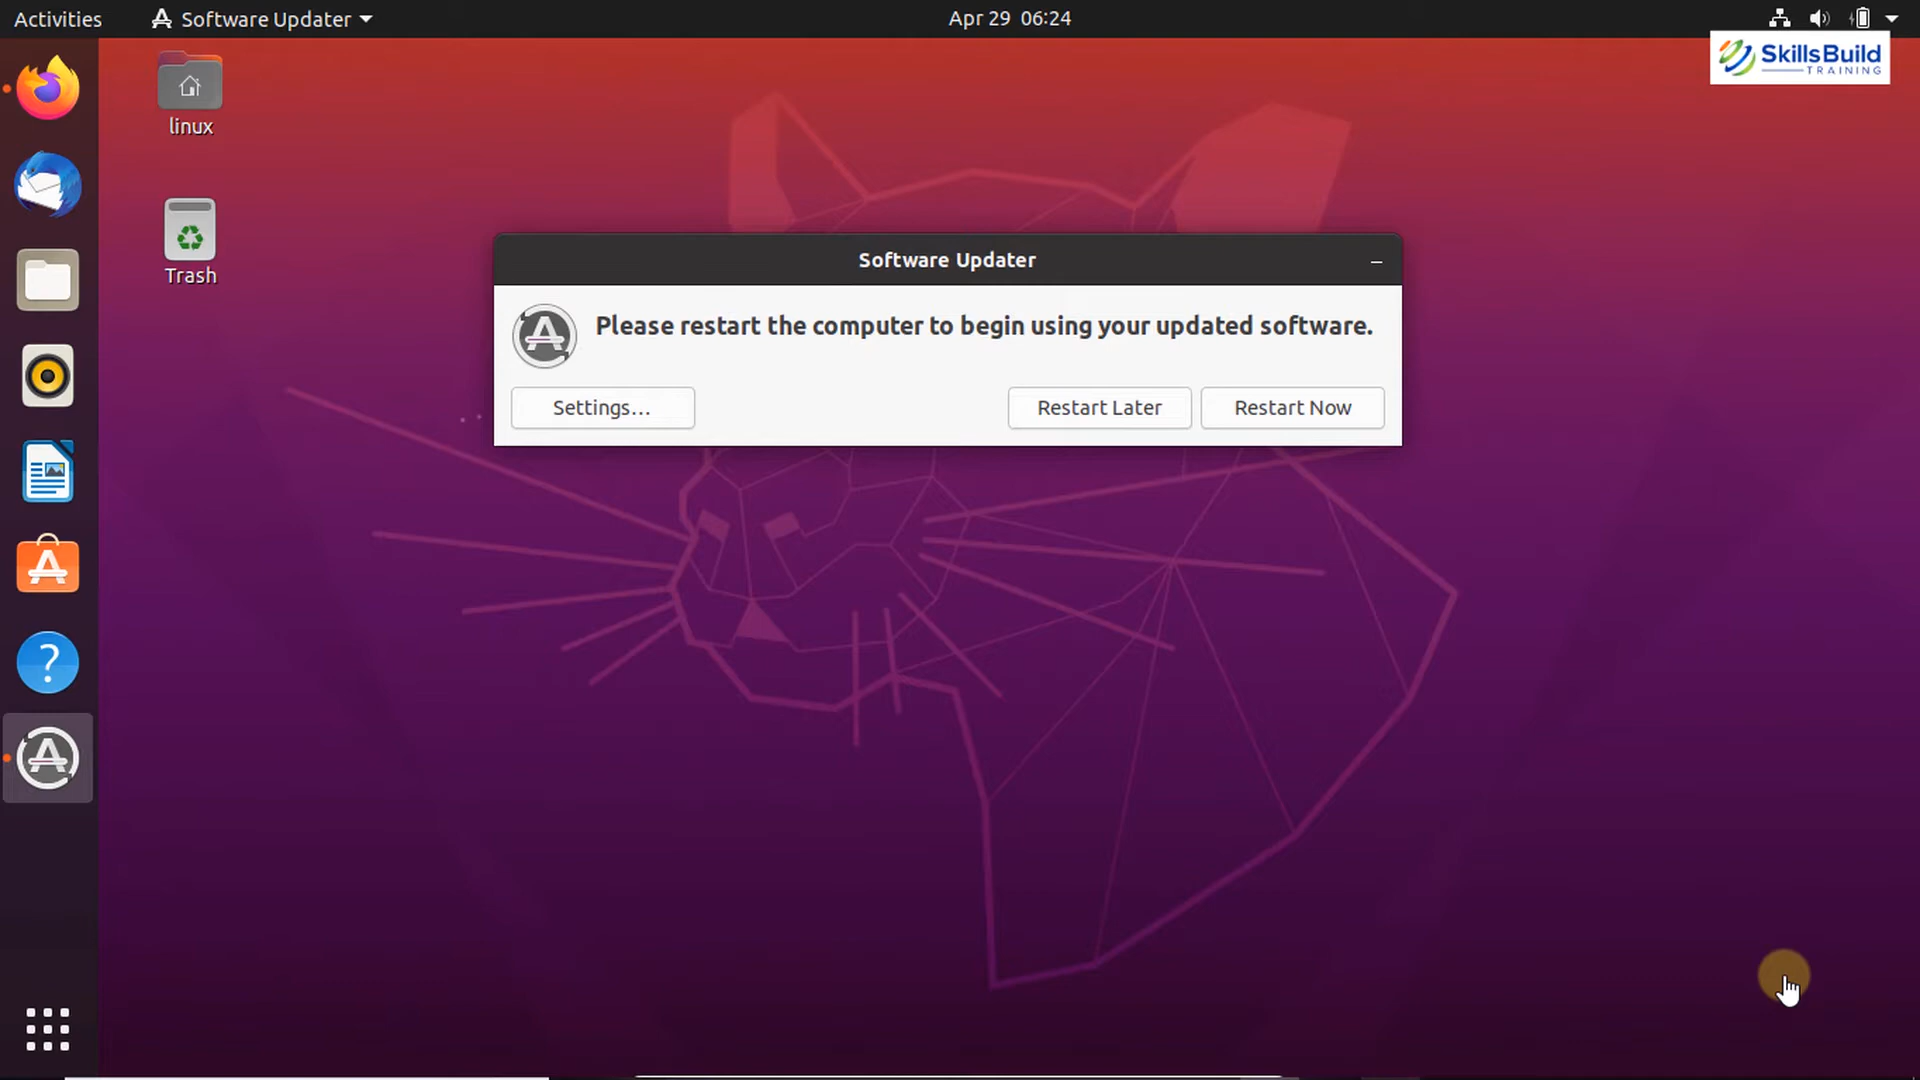 Activities
Software Updater
Apr 29 06:24
SkillsBuild
TRAINING
linux
Trash
Software Updater
Please restart the computer to begin using your updated software.
Settings...
Restart Later
Restart Now